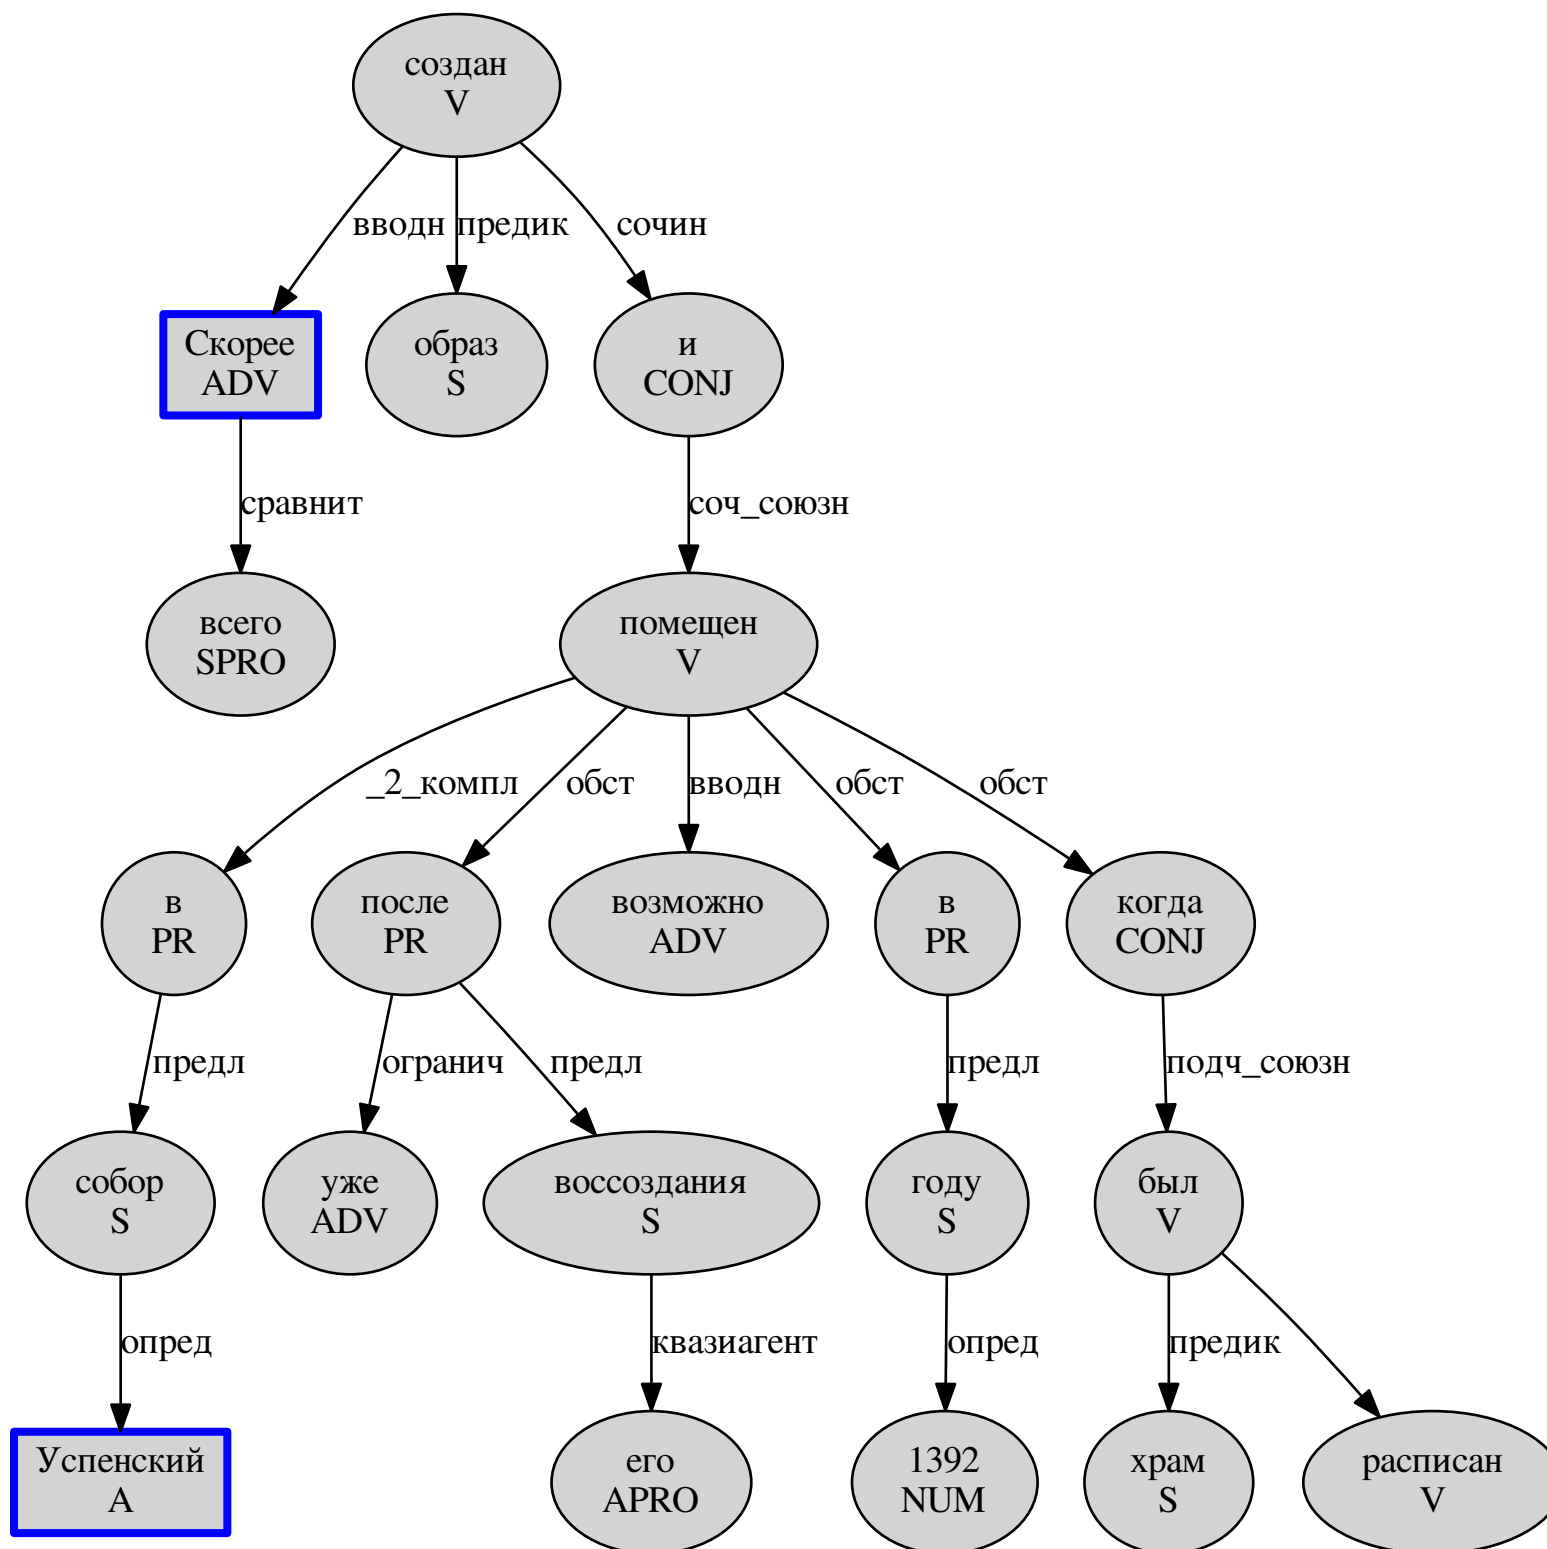 создан
V
вводн предик сочин
Скорее
ADV
образ
S
и
CONJ
сравнит
соч_союзн
всего
SPRO
помещен
V
_2_компл обст вводн обст обст
в
PR
после
PR
возможно
ADV
в
PR
когда
CONJ
предл огранич предл предл подч_союзн
собор
S
уже
ADV
воссоздания
S
году
S
был
V
опред квазиагент опред предик
Успенский
A
его
APRO
1392
NUM
храм
S
расписан
V